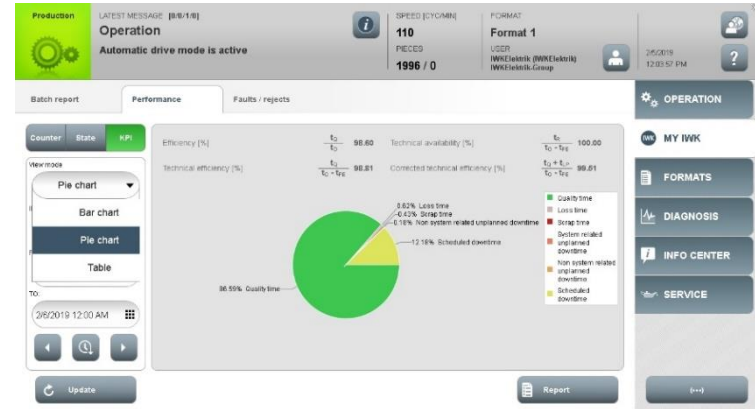 Production
LATEST MESSAGE [0/0/1/0]
Operation
Automatic drive mode is active
SPEED [CYC/MIN]
110
PIECES
1996 / 0
FORMAT
Format 1
USER
IWKElektrik (IWKElektrik)
IWKElektrik-Group
2/5/2019
12:03:57 PM
?
Batch report
Performance
Faults / rejects
OPERATION
MY IWK
FORMATS
DIAGNOSIS
INFO CENTER
SERVICE
Counter
State
KPI
View mode
Pie chart
Bar chart
Pie chart
Table
TO:
2/6/2019 12:00 AM
Update
Efficiency [%]
98.60
Technical availability [%]
100.00
Technical efficiency [%]
98.81
Corrected technical efficiency [%]
0.62% Loss time
0.43% Scrap time
0.18% Non system related unplanned downtime
12.18% Scheduled downtime
86.59% Quality time
Quality time
Loss time
Scrap time
System related
unplanned
downtime
Non system related
unplanned
downtime
Scheduled
downtime
Report